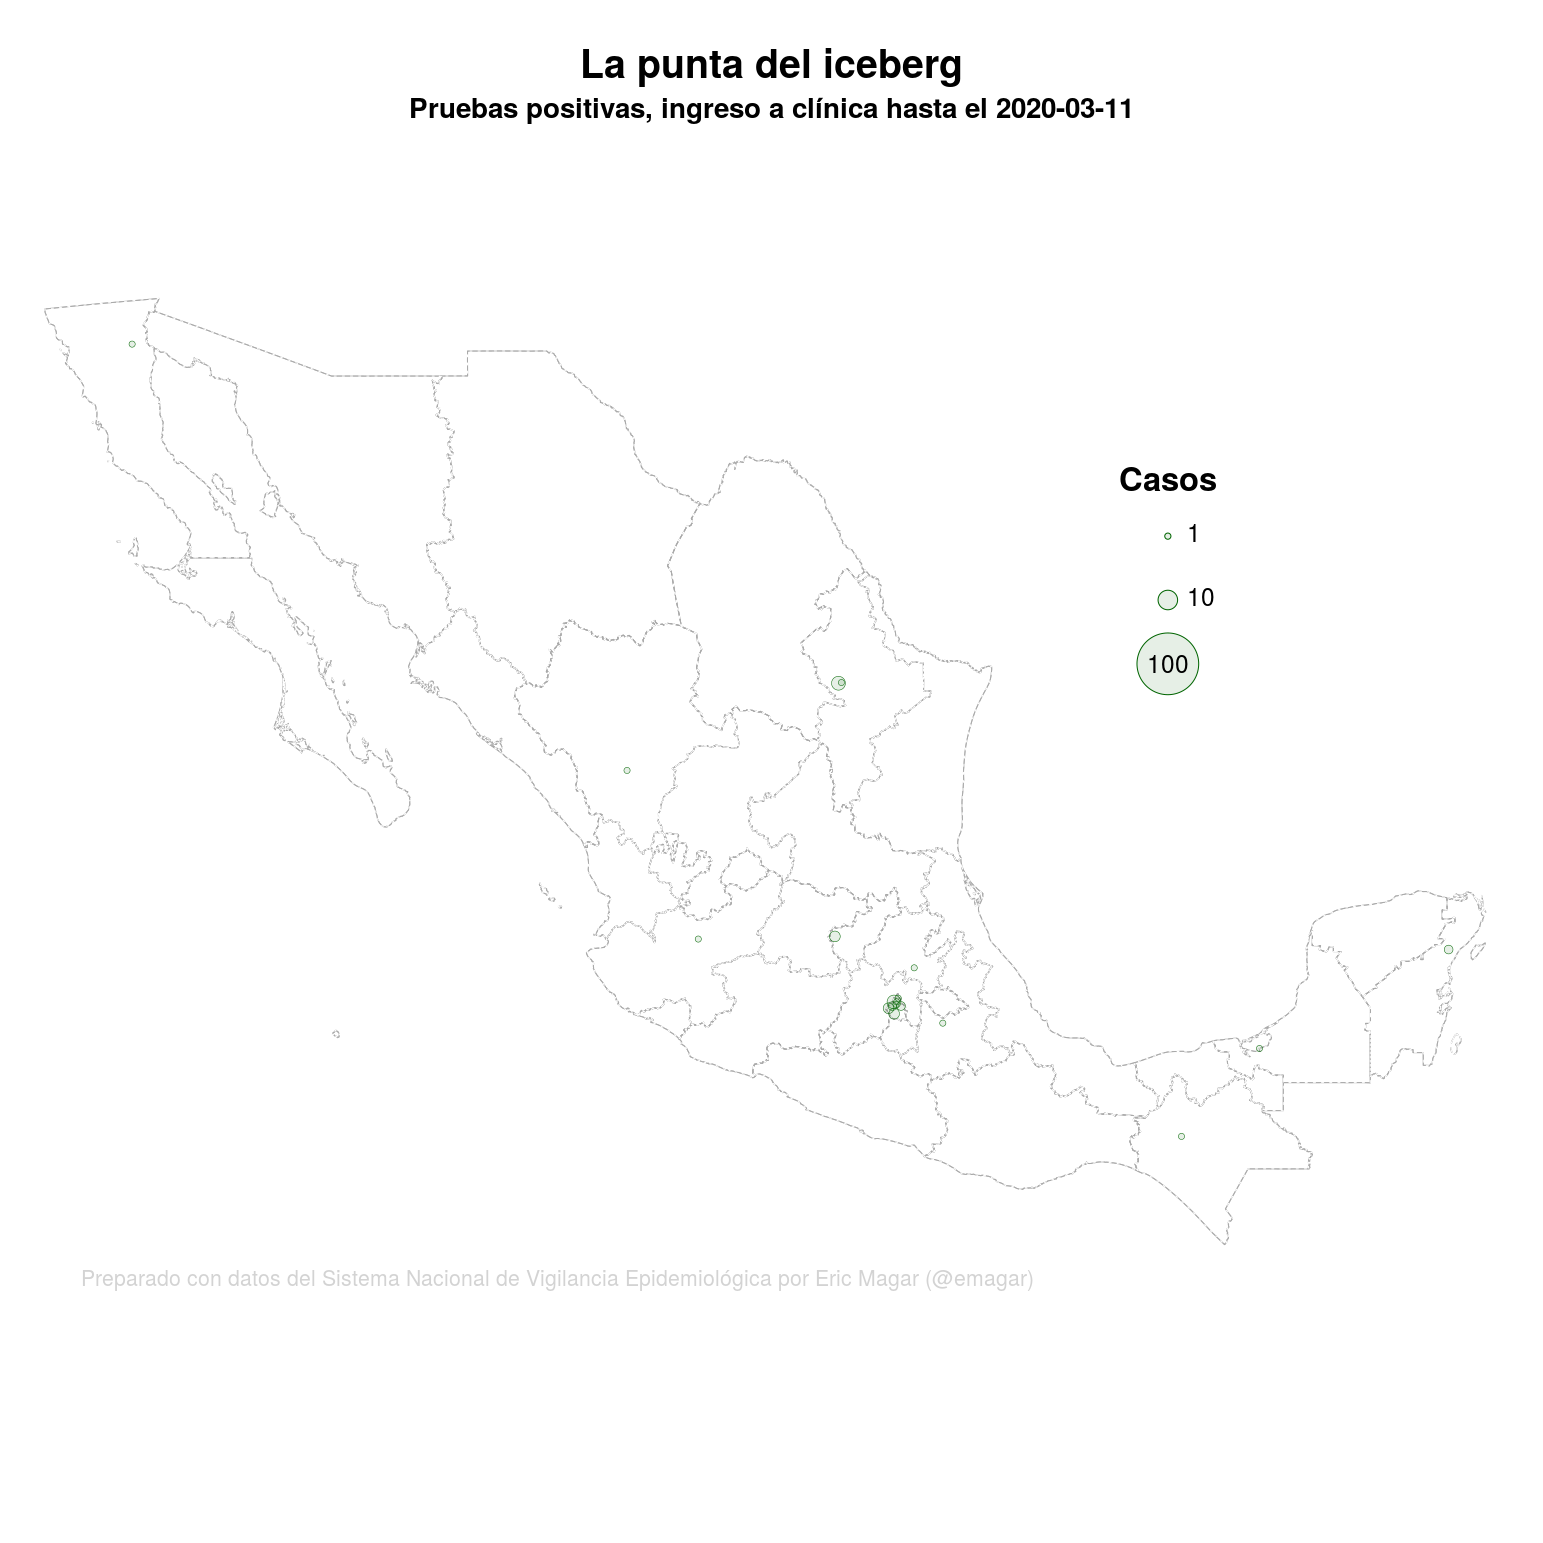 La punta del iceberg
Pruebas positivas, ingreso a clínica hasta el 2020-03-11
Casos
1
10
100
Preparado con datos del Sistema Nacional de Vigilancia Epidemiológica por Eric Magar (@emagar)